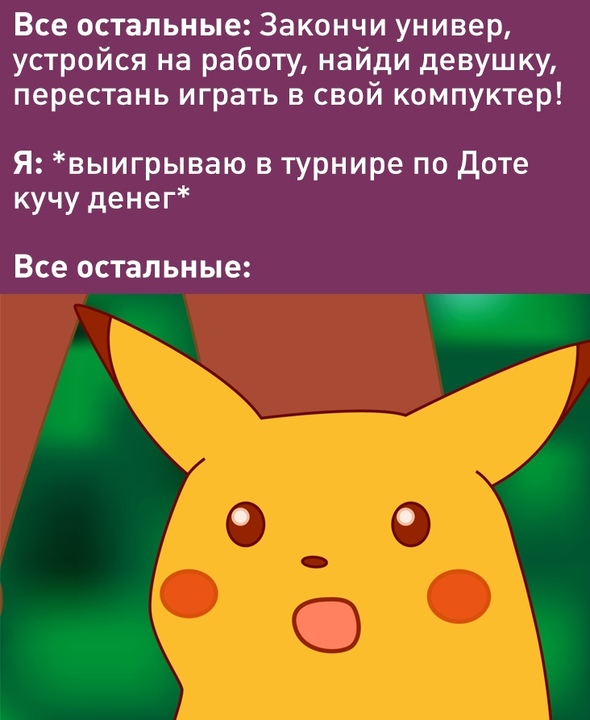 Все остальные: Закончи универ,
устройся на работу, найди девушку,
перестань играть в свой компуктер!
Я: *выигрываю в турнире по Доте
кучу денег*
Все остальные: